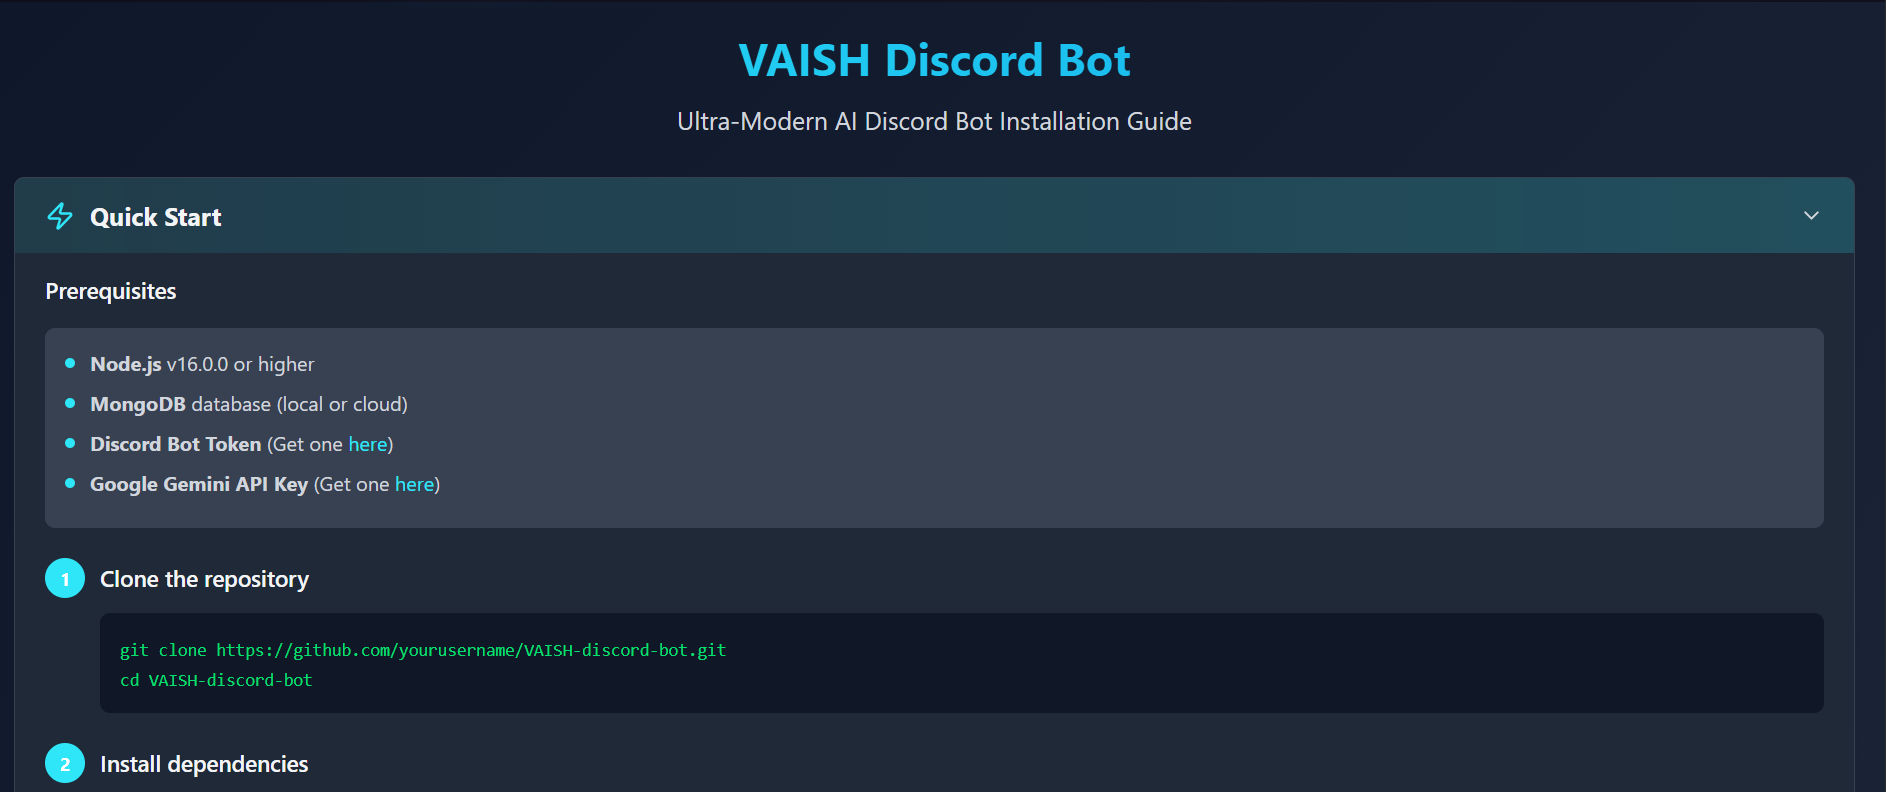 VAISH Discord Bot
Ultra-Modern AI Discord Bot Installation Guide
Quick Start
Prerequisites
Node.js v16.0.0 or higher
MongoDB database (local or cloud)
Discord Bot Token (Get one here)
Google Gemini API Key (Get one here)
1 Clone the repository
git clone https://github.com/yourusername/VAISH-discord-bot.git
cd VAISH-discord-bot
2 Install dependencies